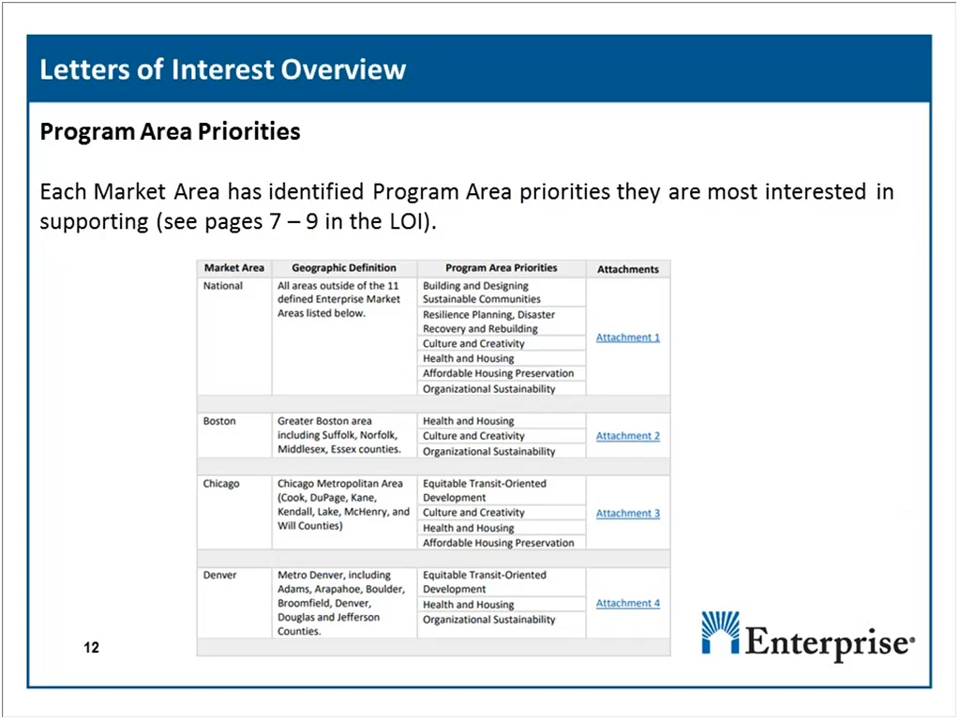 Letters of Interest Overview
Program Area Priorities
Each Market Area has identified Program Area priorities they are most interested in
supporting (see pages 7 – 9 in the LOI).
Market Area Geographic Definition Program Area Priorities Attachments
National
All areas outside of the 11
defined Enterprise Market
Areas listed below.
Building and Designing
Sustainable Communities
Resilience Planning, Disaster
Recovery and Rebuilding
Culture and Creativity
Health and Housing
Affordable Housing Preservation
Organizational Sustainability
Attachment 1
Boston
Greater Boston area
including Suffolk, Norfolk,
Middlesex, Essex counties.
Health and Housing
Culture and Creativity
Organizational Sustainability
Attachment 2
Chicago
Chicago Metropolitan Area
(Cook, DuPage, Kane,
Kendall, Lake, McHenry, and
Will Counties)
Equitable Transit-Oriented
Development
Culture and Creativity
Health and Housing
Affordable Housing Preservation
Attachment 3
Denver
Metro Denver, including
Adams, Arapahoe, Boulder,
Broomfield, Denver,
Douglas and Jefferson
Counties.
Equitable Transit-Oriented
Development
Health and Housing
Organizational Sustainability
Attachment 4
12
Enterprise®